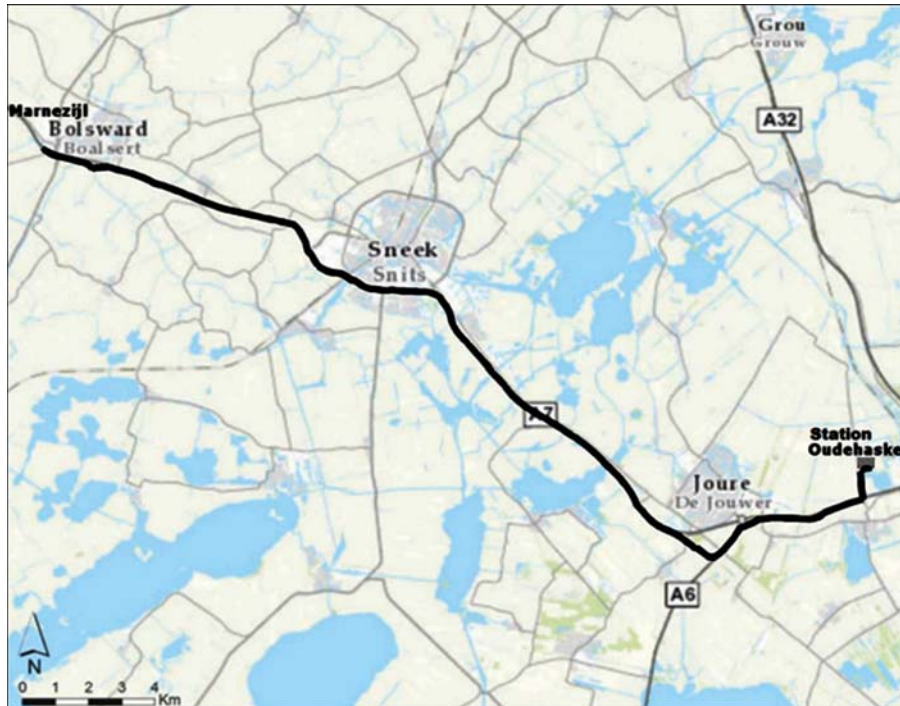 Grou
Grouw
Marnezijl
Bolsward
Boalsert
A32
Sneek
Snits
A7
Station
Oudehaske
Joure
De Jouwer
A6
N
0 1 2 3 4
Km